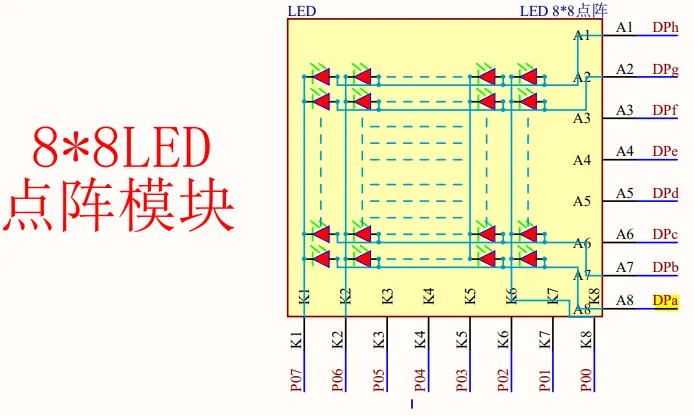 LED LED 8*8点阵
A1 A1 DPh
A2 A2 DPg
A3 A3 DPf
A4 A4 DPe
A5 A5 DPd
A6 A6 DPc
A7 A7 DPb
A8 A8 DPa
8*8LED
点阵模块
K1 K2 K3 K4 K5 K6 K7 K8
K1 K2 K3 K4 K5 K6 K7 K8
P07 P06 P05 P04 P03 P02 P01 P00